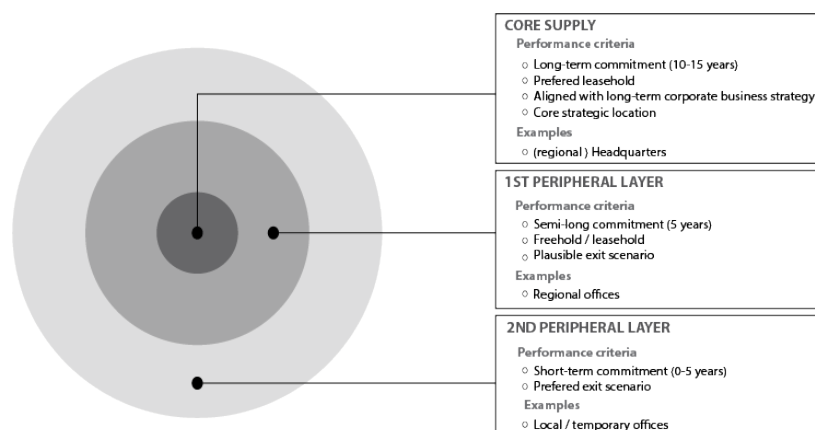 CORE SUPPLY
Performance criteria
○ Long-term commitment (10-15 years)
○ Prefered leasehold
○ Aligned with long-term corporate business strategy
○ Core strategic location
Examples
○ (regional ) Headquarters
1ST PERIPHERAL LAYER
Performance criteria
○ Semi-long commitment (5 years)
○ Freehold / leasehold
○ Plausible exit scenario
Examples
○ Regional offices
2ND PERIPHERAL LAYER
Performance criteria
○ Short-term commitment (0-5 years)
○ Prefered exit scenario
Examples
○ Local / temporary offices